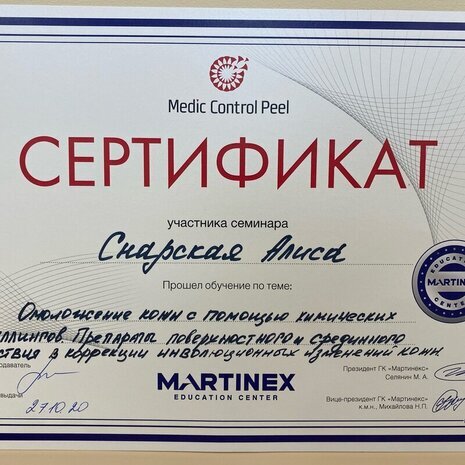 Medic Control Peel
СЕРТИФИКАТ
участника семинара
Снарская Алиса
Прошел обучение по теме:
Омоложение кожи с помощью химических
пиллингов Препараты поверхностного и срединного
действия в коррекции инволюционных изменений кожи
EDUCATION
MARTINEX
CENTER
MARTINEX
EDUCATION CENTER
Президент ГК «Мартинекс»
Селянин М. А.
Вице-президент ГК «Мартинекс»
к.м.н., Михайлова Н.П.
27.10.20